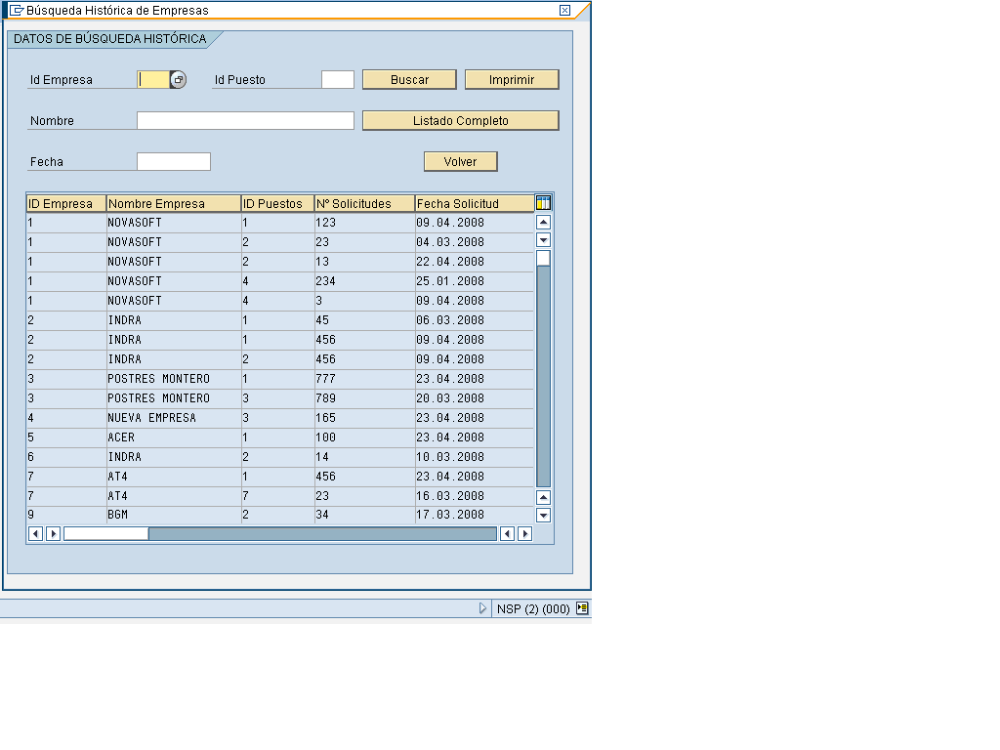 Búsqueda Histórica de Empresas
DATOS DE BÚSQUEDA HISTÓRICA
Id Empresa Id Puesto Buscar Imprimir
Nombre Listado Completo
Fecha Volver
ID Empresa Nombre Empresa ID Puestos Nº Solicitudes Fecha Solicitud
1 NOVASOFT 1 123 09.04.2008
1 NOVASOFT 2 23 04.03.2008
1 NOVASOFT 2 13 22.04.2008
1 NOVASOFT 4 234 25.01.2008
1 NOVASOFT 4 3 09.04.2008
2 INDRA 1 45 06.03.2008
2 INDRA 1 456 09.04.2008
2 INDRA 2 456 09.04.2008
3 POSTRES MONTERO 1 777 23.04.2008
3 POSTRES MONTERO 3 789 20.03.2008
4 NUEVA EMPRESA 3 165 23.04.2008
5 ACER 1 100 23.04.2008
6 INDRA 2 14 10.03.2008
7 AT4 1 456 23.04.2008
7 AT4 7 23 16.03.2008
9 BGM 2 34 17.03.2008
NSP (2) (000)